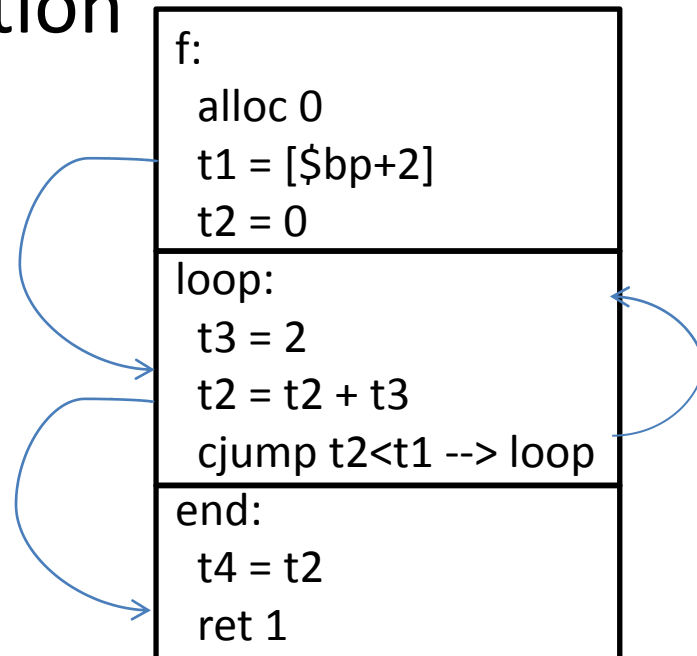 f:
alloc 0
t1 = [$bp+2]
t2 = 0
loop:
t3 = 2
t2 = t2 + t3
cjump t2<t1 --> loop
end:
t4 = t2
ret 1